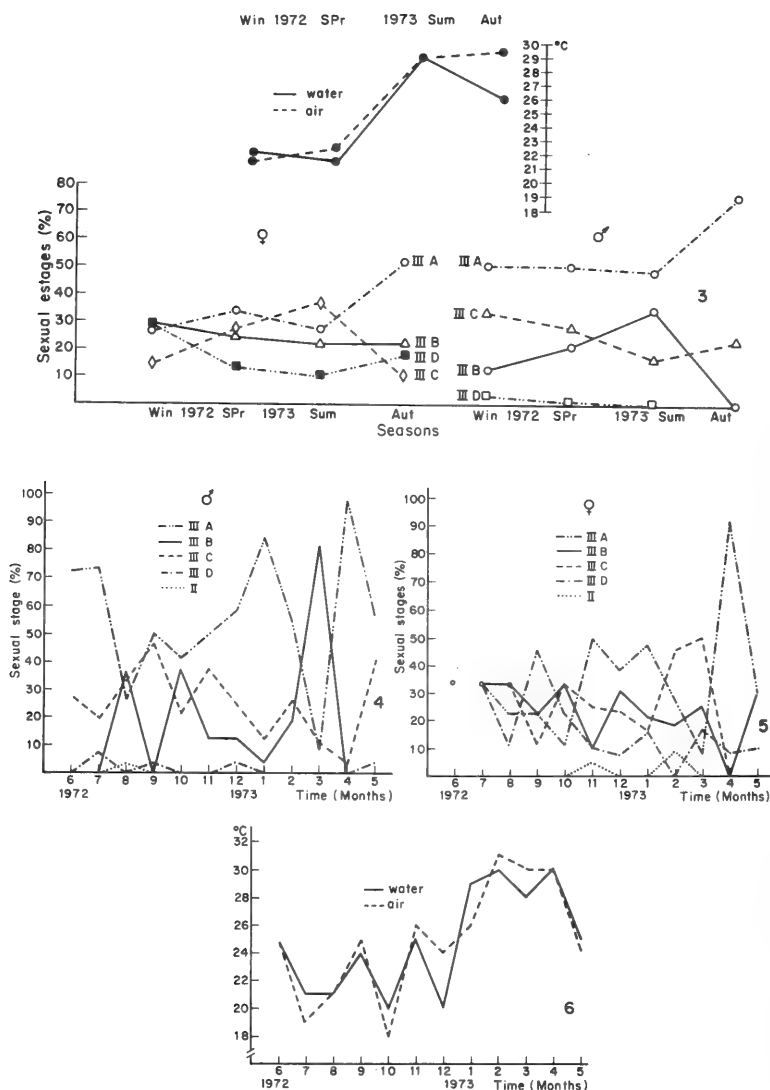 Win 1972 SPr 1973 Sum Aut
°C
30
29
28
27
26
25
24
23
22
21
20
19
18
water
air
Sexual estages (%)
80
70
60
50
40
30
20
10
♀
III A
III B
III D
III C
♂
III A
III C
III B
III D
3
Win 1972 SPr 1973 Sum Aut Win 1972 SPr 1973 Sum Aut
Seasons
Sexual stage (%)
100
90
80
70
60
50
40
30
20
10
♂
III A
III B
III C
III D
II
4
6 7 8 9 10 11 12 1 2 3 4 5
1972 1973 Time (Months)
Sexual stages (%)
100
90
80
70
60
50
40
30
20
10
♀
III A
III B
III C
III D
II
5
6 7 8 9 10 11 12 1 2 3 4 5
1972 1973 Time (Months)
°C
32
30
28
26
24
22
20
18
water
air
6
6 7 8 9 10 11 12 1 2 3 4 5
1972 1973 Time (Months)